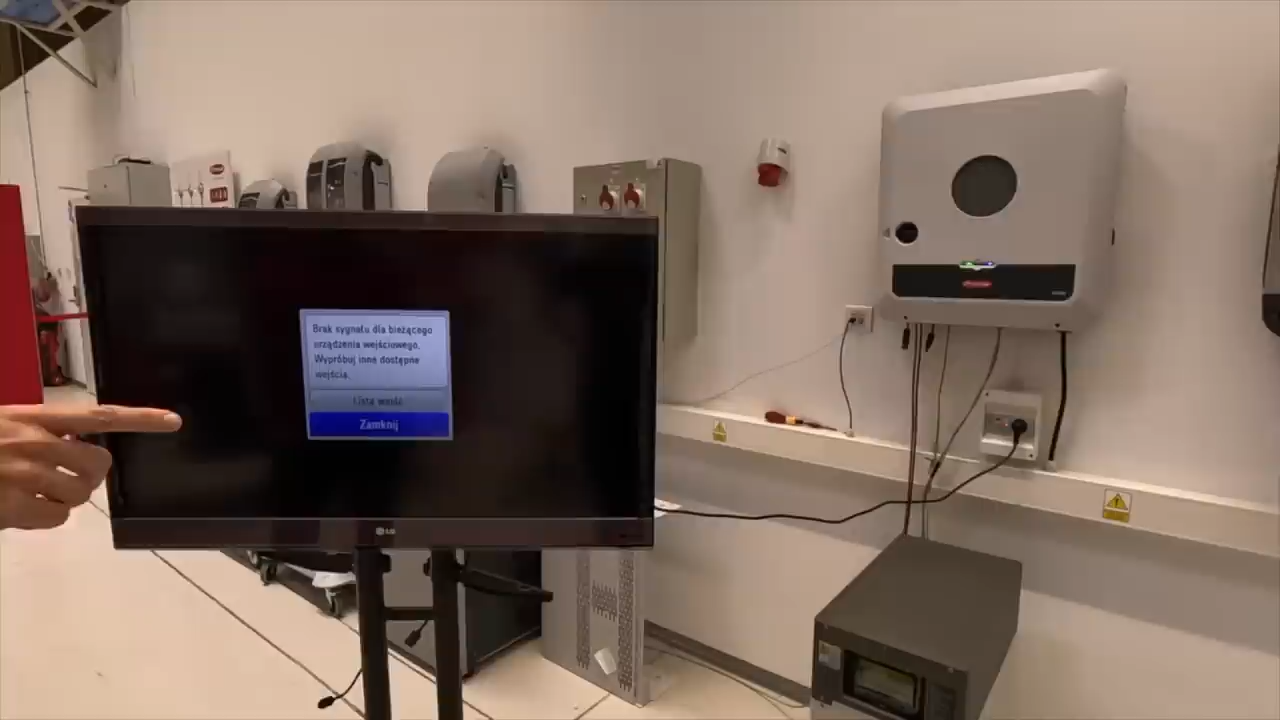 Brak sygnału dla bieżącego
urządzenia wejściowego.
Wypróbuj inne dostępne
wejścia.
Lista wejść
Zamknij
LG